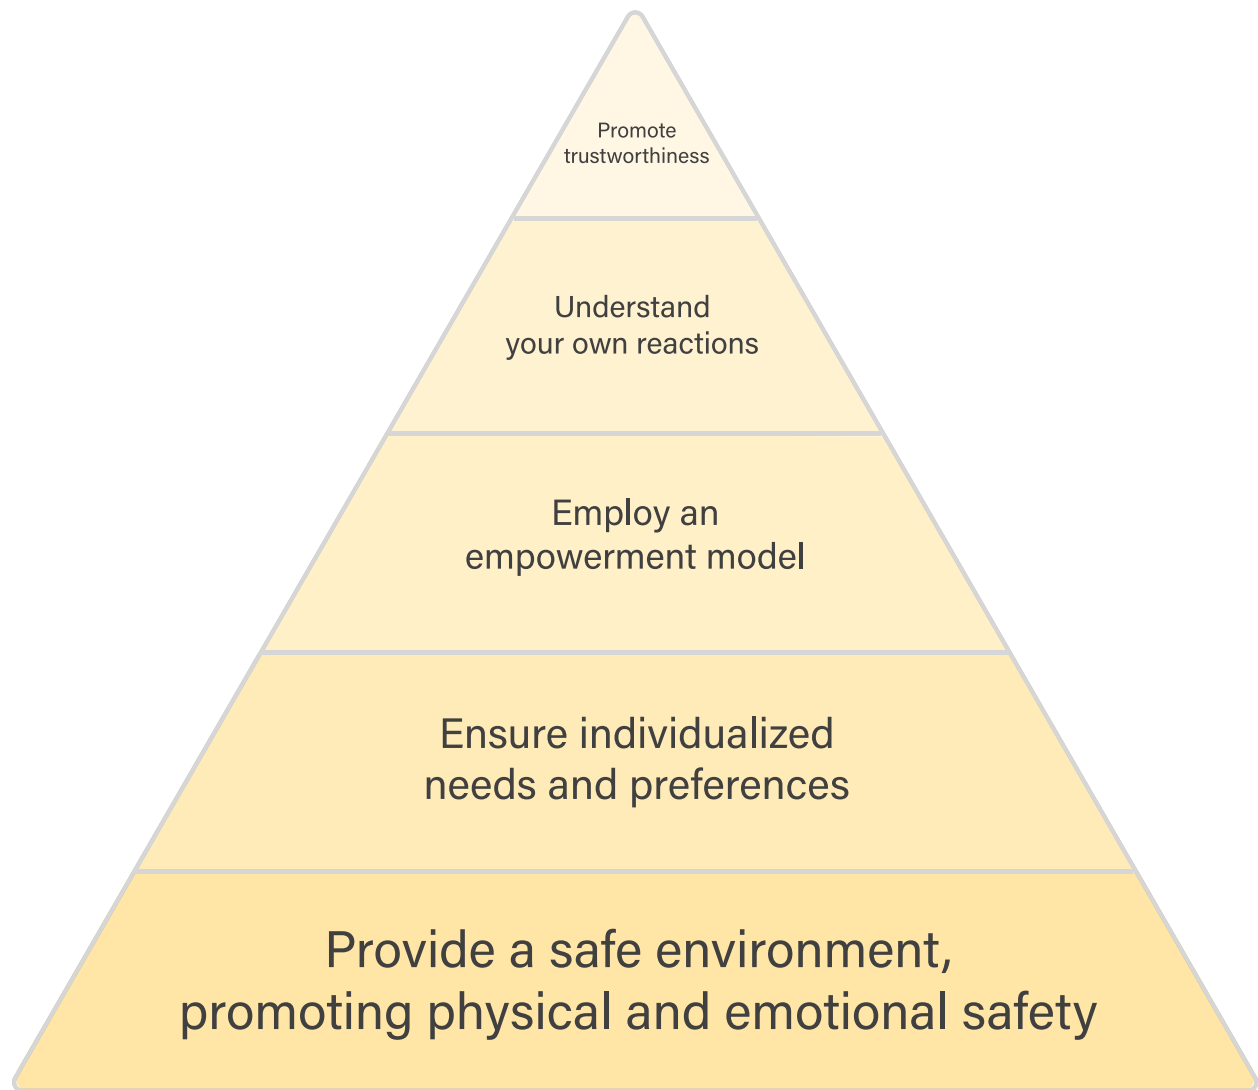 Promote
trustworthiness
Understand
your own reactions
Employ an
empowerment model
Ensure individualized
needs and preferences
Provide a safe environment,
promoting physical and emotional safety